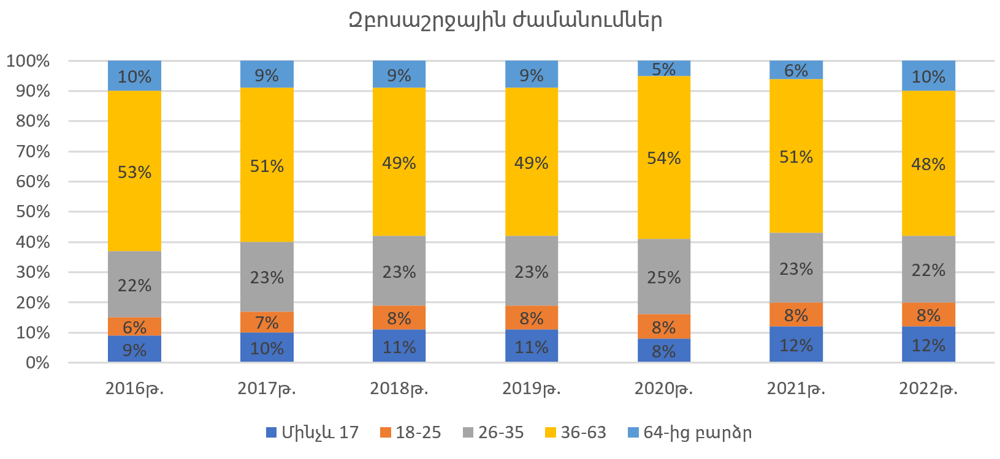 Զբոսաշրջային ժամանումներ
100%
90%
80%
70%
60%
50%
40%
30%
20%
10%
0%
10% 9% 9% 9% 5% 6% 10%
53% 51% 49% 49% 54% 51% 48%
22% 23% 23% 23% 25% 23% 22%
6% 7% 8% 8% 8% 8% 8%
9% 10% 11% 11% 8% 12% 12%
2016թ. 2017թ. 2018թ. 2019թ. 2020թ. 2021թ. 2022թ.
Մինչև 17 18-25 26-35 36-63 64-ից բարձր